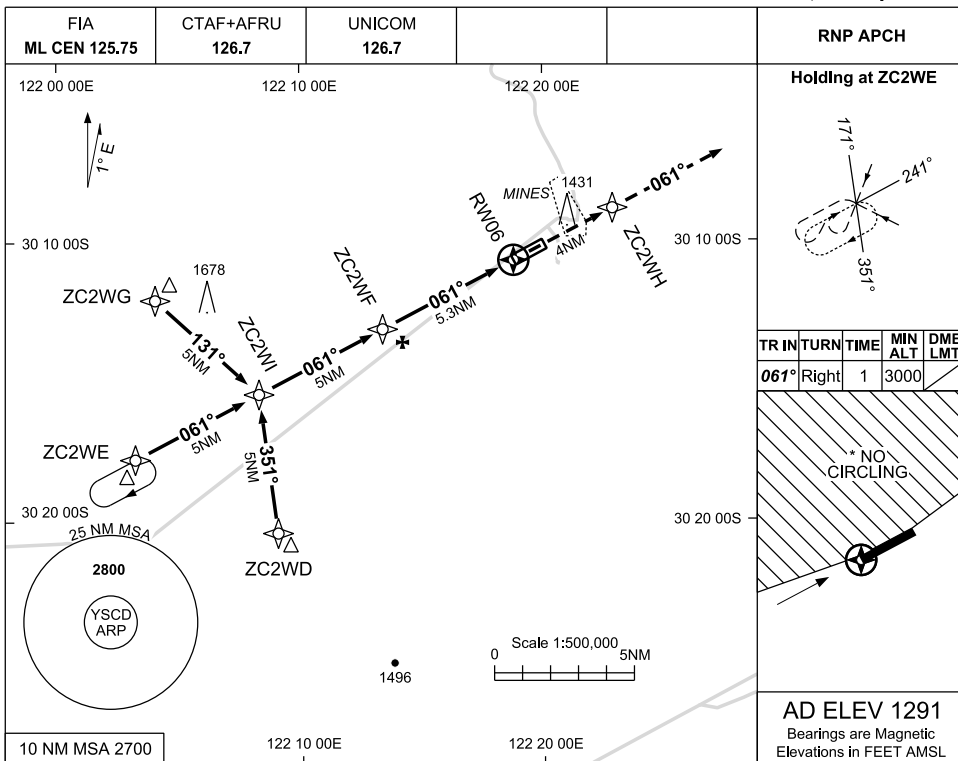 FIA
ML CEN 125.75
CTAF+AFRU
126.7
UNICOM
126.7
RNP APCH
122 00 00E
122 10 00E
122 20 00E
1° E
MINES
1431
061°
RW06
4NM
ZC2WH
30 10 00S
30 10 00S
ZC2WG
1678
131°
5NM
ZC2WI
ZC2WF
061°
5.3NM
061°
5NM
ZC2WE
061°
5NM
351°
5NM
ZC2WD
30 20 00S
30 20 00S
25 NM MSA
2800
YSCD
ARP
1496
Scale 1:500,000
0
5NM
10 NM MSA 2700
122 10 00E
122 20 00E
Holding at ZC2WE
171°
241°
351°
TR IN TURN TIME MIN ALT DME LMT
061° Right 1 3000
* NO
CIRCLING
AD ELEV 1291
Bearings are Magnetic
Elevations in FEET AMSL